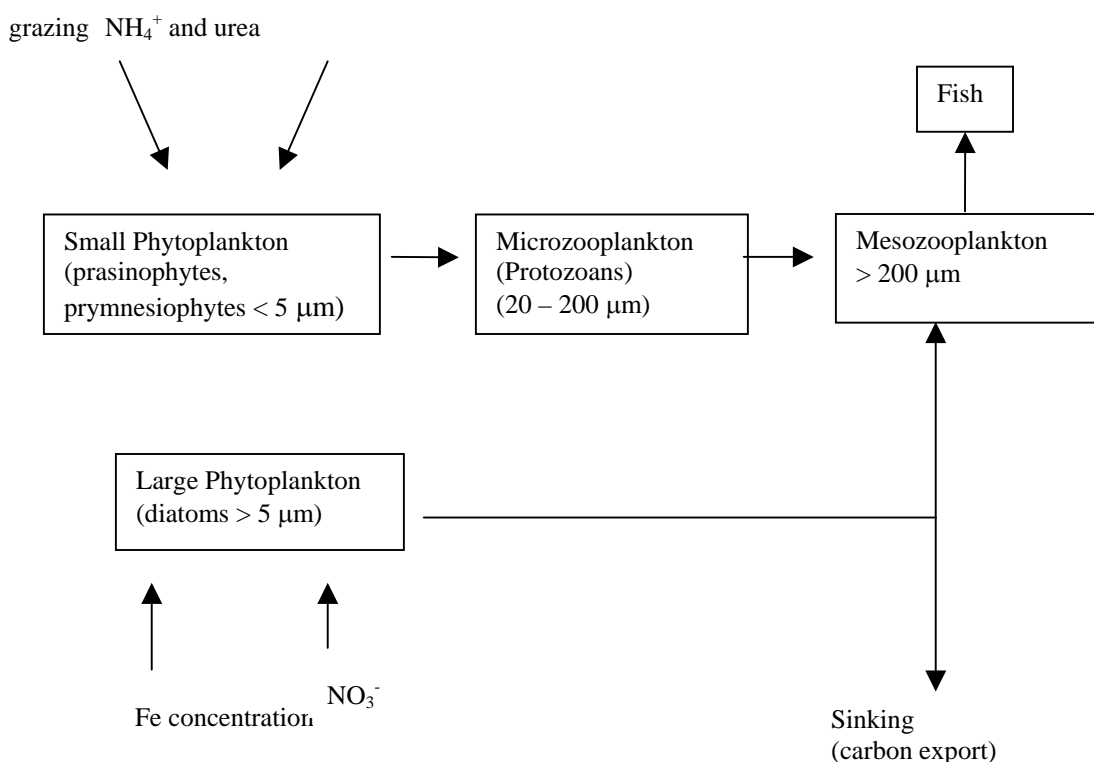 grazing NH₄⁺ and urea
Fish
Small Phytoplankton
(prasinophytes,
prymnesiophytes < 5 μm)
Microzooplankton
(Protozoans)
(20 – 200 μm)
Mesozooplankton
> 200 μm
Large Phytoplankton
(diatoms > 5 μm)
Fe concentration
NO₃⁻
Sinking
(carbon export)